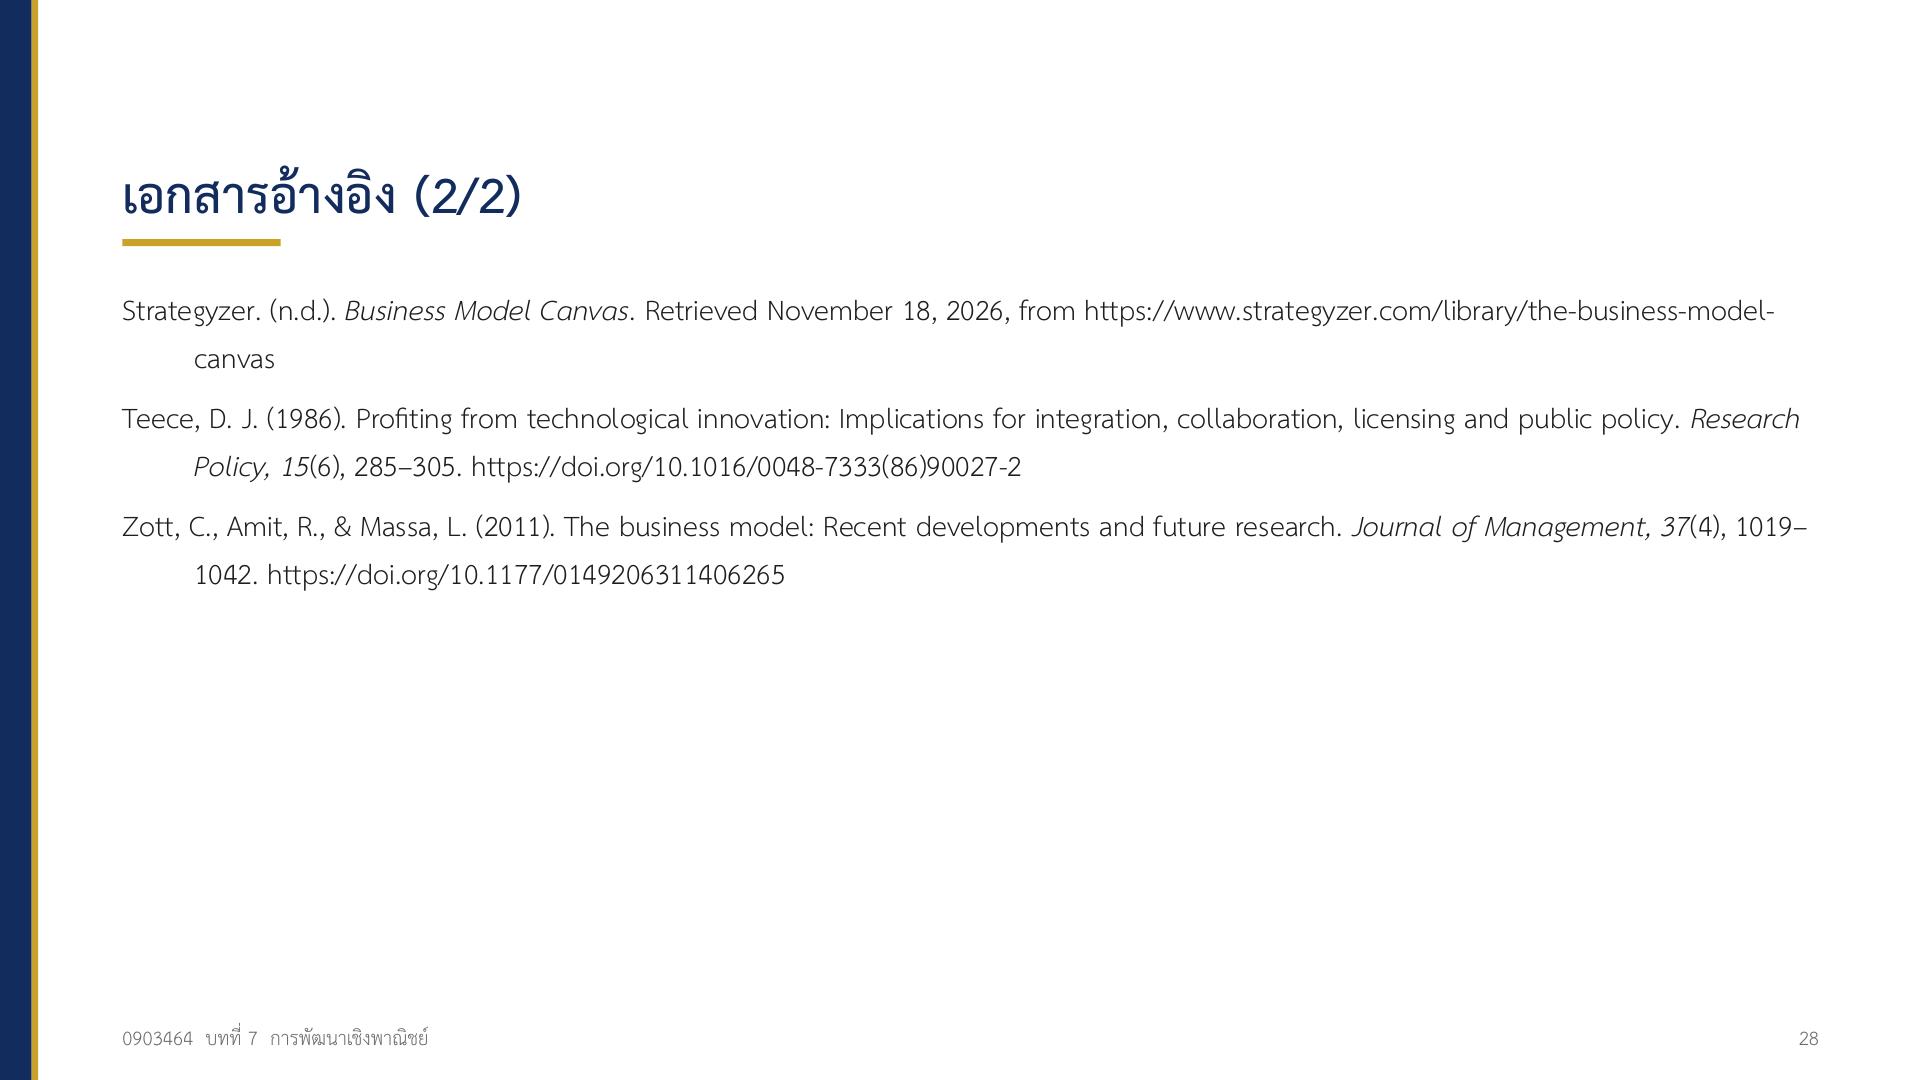 เอกสารอ้างอิง (2/2)
Strategyzer. (n.d.). Business Model Canvas. Retrieved November 18, 2026, from https://www.strategyzer.com/library/the-business-model-
canvas
Teece, D. J. (1986). Profiting from technological innovation: Implications for integration, collaboration, licensing and public policy. Research
Policy, 15(6), 285–305. https://doi.org/10.1016/0048-7333(86)90027-2
Zott, C., Amit, R., & Massa, L. (2011). The business model: Recent developments and future research. Journal of Management, 37(4), 1019–
1042. https://doi.org/10.1177/0149206311406265
0903464 บทที่ 7 การพัฒนาเชิงพาณิชย์
28